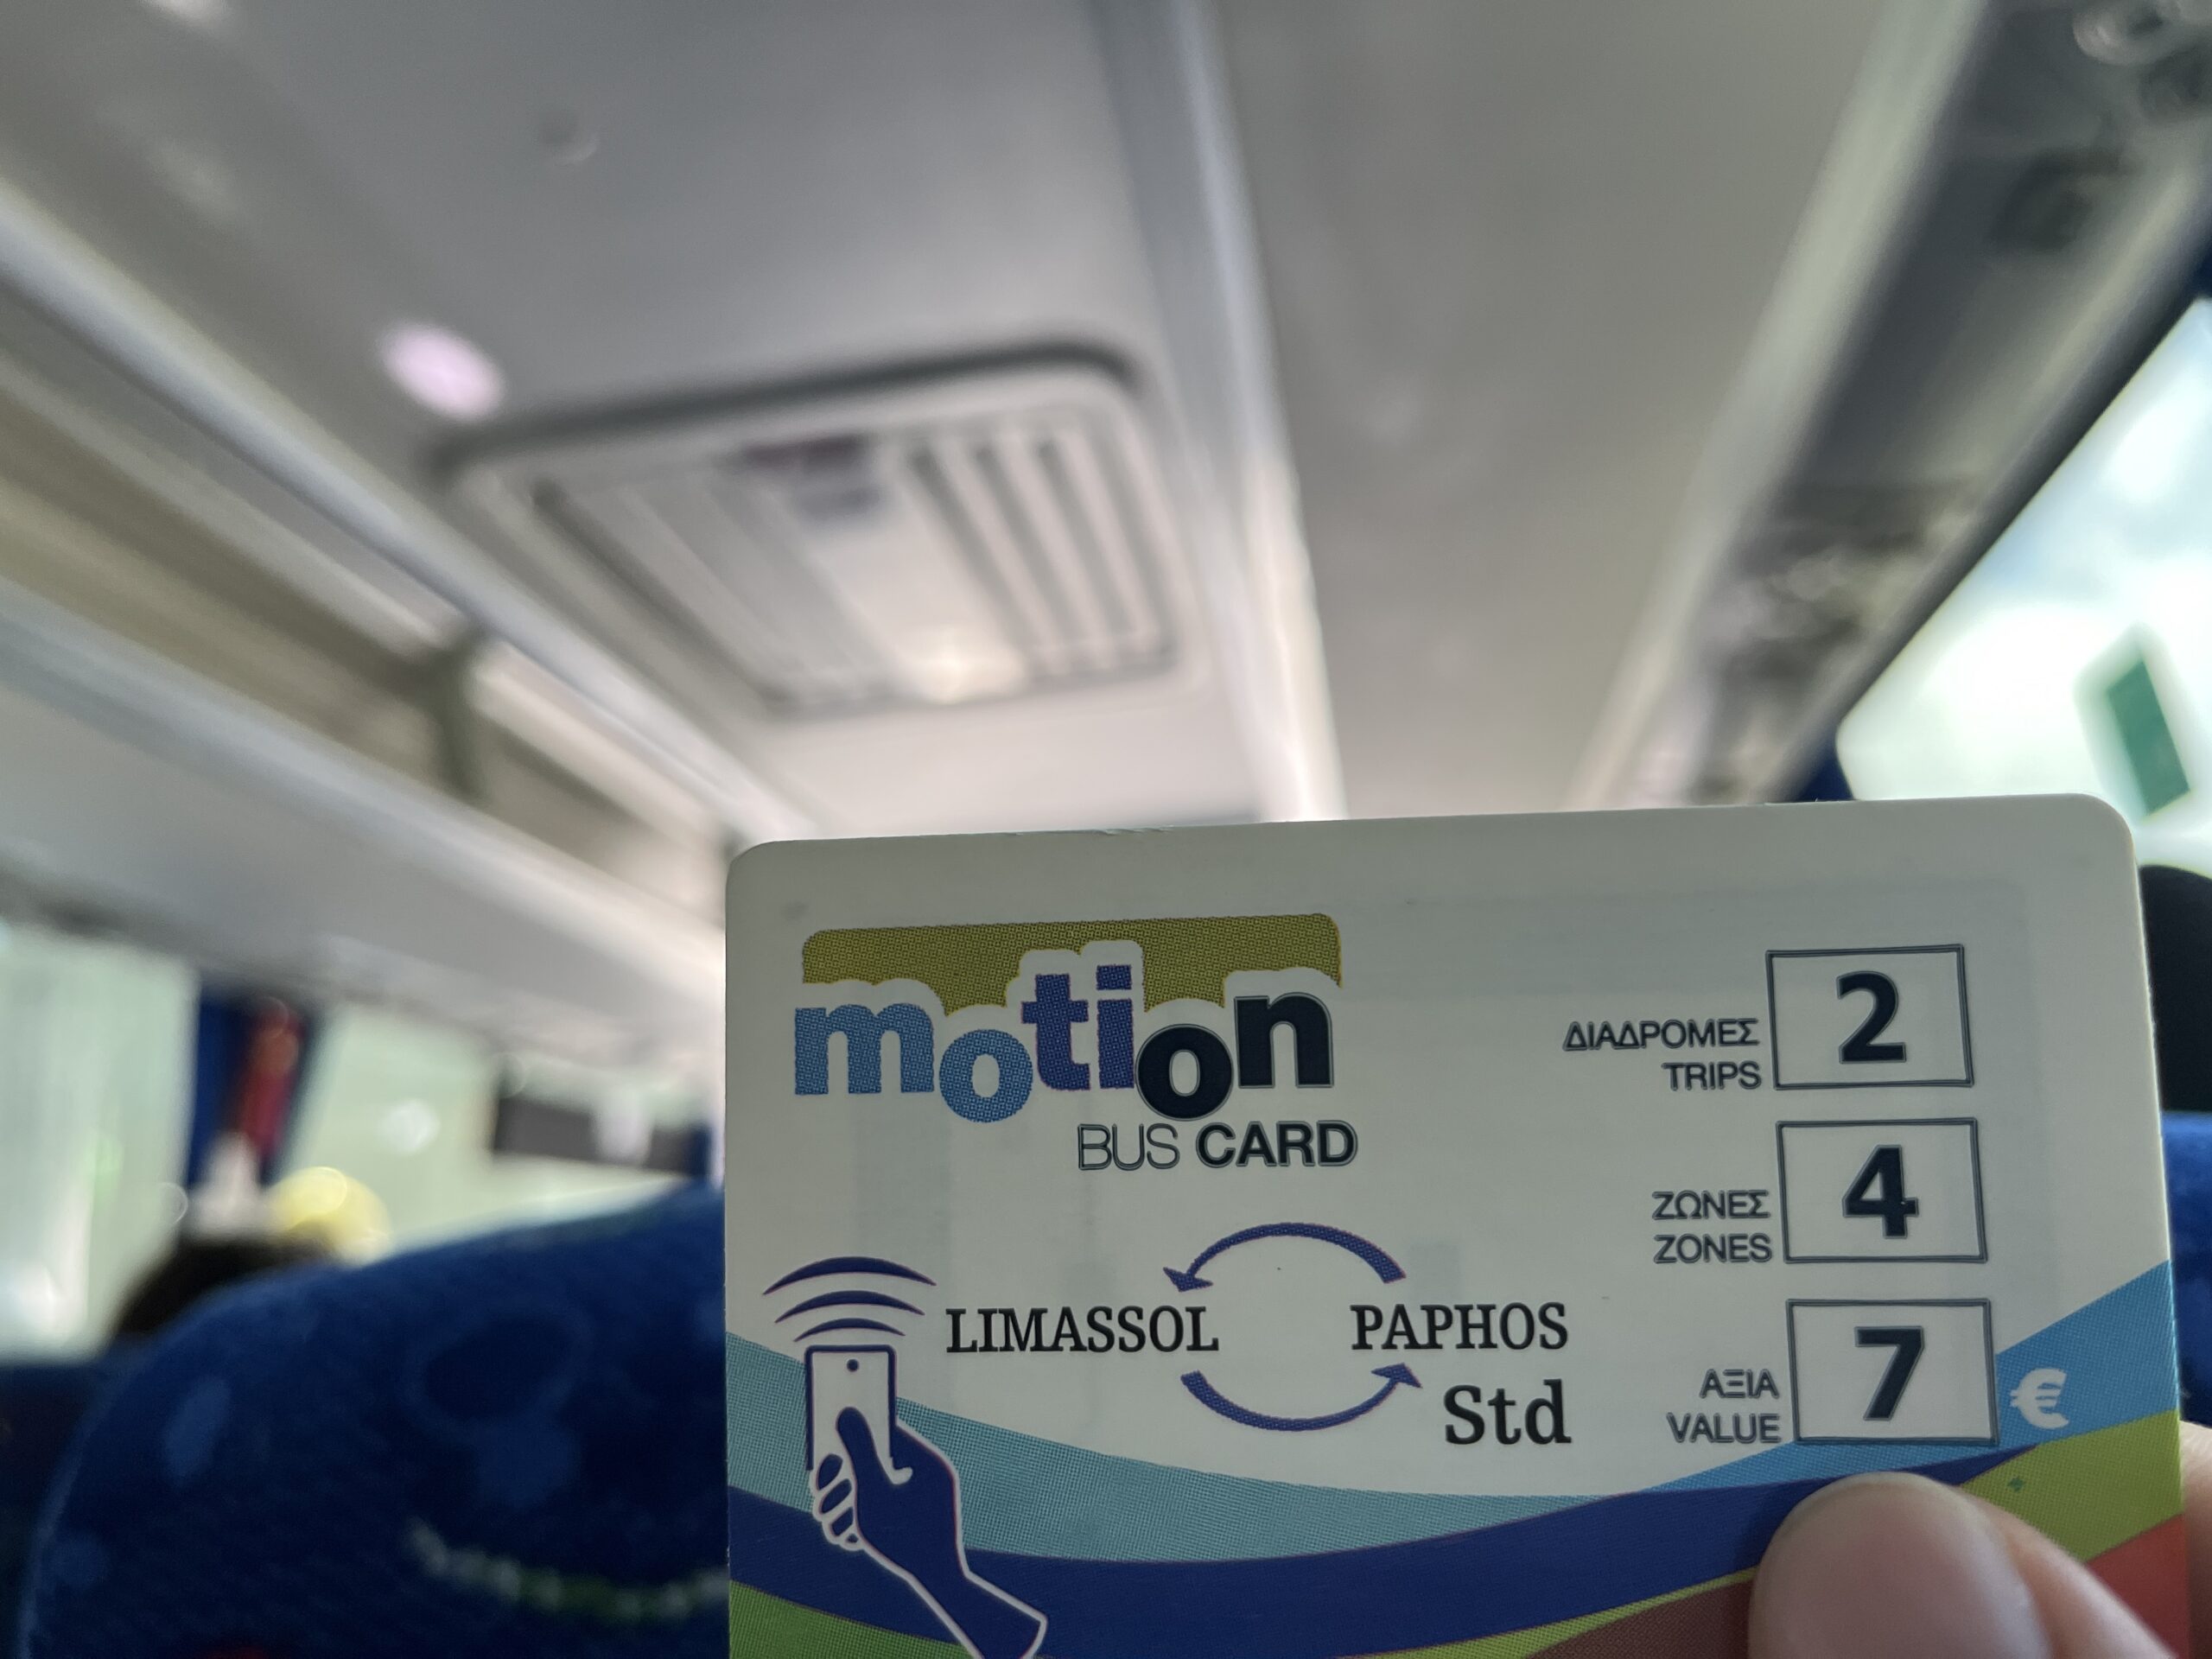 motion
BUS CARD
ΔΙΑΔΡΟΜΕΣ
TRIPS
2
ΖΩΝΕΣ
ZONES
4
LIMASSOL PAPHOS
Std
ΑΞΙΑ
VALUE
7 €